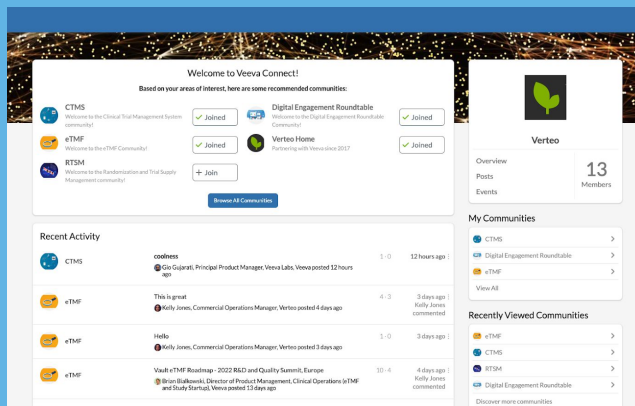 Welcome to Veeva Connect!
Based on your areas of interest, here are some recommended communities:
CTMS
Welcome to the Clinical Trial Management System
community!
Joined
Digital Engagement Roundtable
Welcome to the Digital Engagement Roundtable
Community!
Joined
eTMF
Welcome to the eTMF Community!
Joined
Verteo Home
Partnering with Veeva since 2017
Joined
RTSM
Welcome to the Randomization and Trial Supply
Management community!
+ Join
Browse All Communities
Recent Activity
CTMS
coolness
Gio Gujarati, Principal Product Manager, Veeva Labs, Veeva posted 12 hours
ago
1 · 0
12 hours ago
eTMF
This is great
Kelly Jones, Commercial Operations Manager, Verteo posted 4 days ago
4 · 3
3 days ago
Kelly Jones
commented
eTMF
Hello
Kelly Jones, Commercial Operations Manager, Verteo posted 3 days ago
1 · 0
3 days ago
eTMF
Vault eTMF Roadmap - 2022 R&D and Quality Summit, Europe
Brian Bialkowski, Director of Product Management, Clinical Operations (eTMF
and Study Startup), Veeva posted 13 days ago
10 · 4
4 days ago
Kelly Jones
commented
Verteo
Overview
Posts
Events
13
Members
My Communities
CTMS
Digital Engagement Roundtable
eTMF
View All
Recently Viewed Communities
eTMF
CTMS
RTSM
Digital Engagement Roundtable
Discover more communities